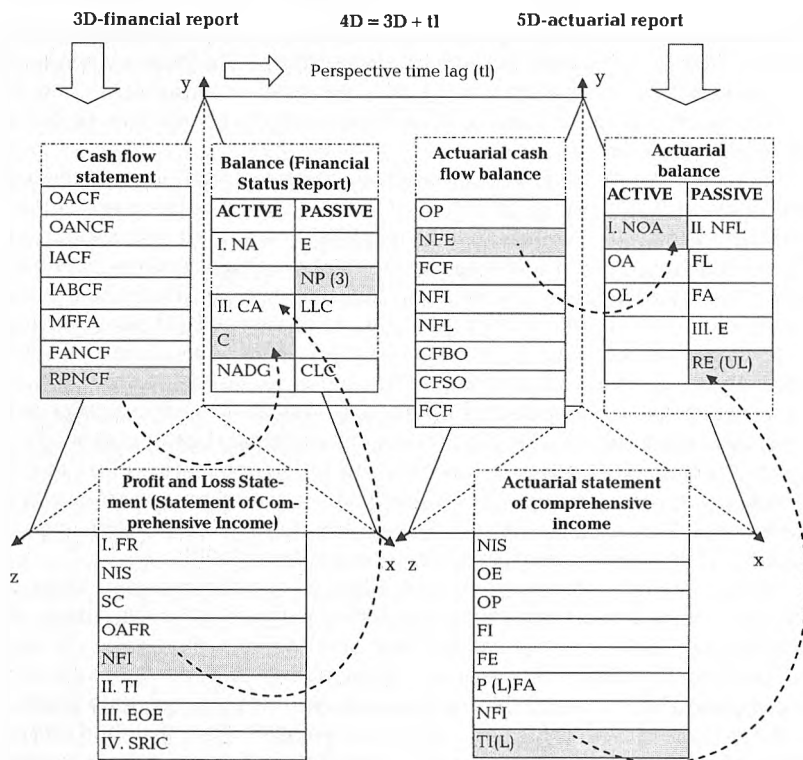 3D-financial report
4D = 3D + tl
5D-actuarial report
y
Perspective time lag (tl)
y
Cash flow
statement
OACF
OANCF
IACF
IABCF
MFFA
FANCF
RPNCF
Balance (Financial
Status Report)
ACTIVE PASSIVE
I. NA E
NP (3)
II. CA LLC
C
NADG CLC
Actuarial cash
flow balance
OP
NFE
FCF
NFI
NFL
CFBO
CFSO
FCF
Actuarial
balance
ACTIVE PASSIVE
I. NOA II. NFL
OA FL
OL FA
III. E
RE (UL)
z
x
z
x
Profit and Loss State-
ment (Statement of Com-
prehensive Income)
I. FR
NIS
SC
OAFR
NFI
II. TI
III. EOE
IV. SRIC
Actuarial statement
of comprehensive
income
NIS
OE
OP
FI
FE
P (L)FA
NFI
TI(L)